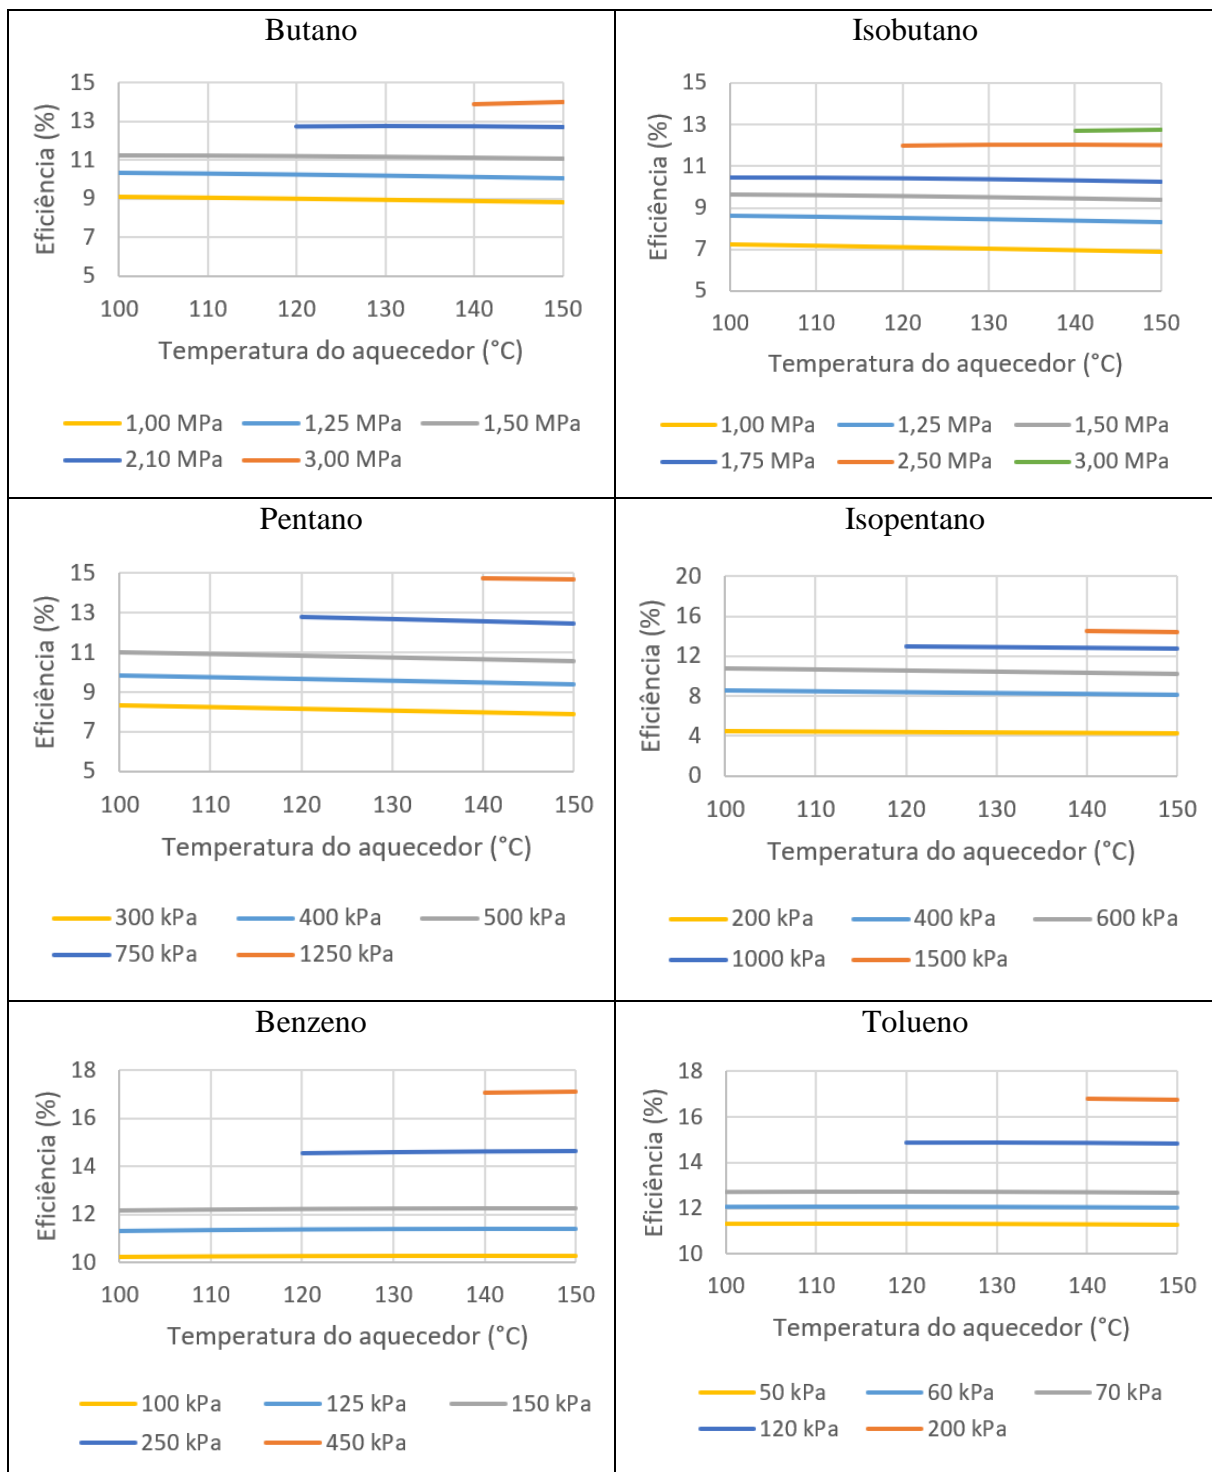 Butano
15
13
11
9
7
5
Eficiência (%)
100 110 120 130 140 150
Temperatura do aquecedor (°C)
1,00 MPa 1,25 MPa 1,50 MPa
2,10 MPa 3,00 MPa
Isobutano
15
13
11
9
7
5
Eficiência (%)
100 110 120 130 140 150
Temperatura do aquecedor (°C)
1,00 MPa 1,25 MPa 1,50 MPa
1,75 MPa 2,50 MPa 3,00 MPa
Pentano
15
13
11
9
7
5
Eficiência (%)
100 110 120 130 140 150
Temperatura do aquecedor (°C)
300 kPa 400 kPa 500 kPa
750 kPa 1250 kPa
Isopentano
20
16
12
8
4
0
Eficiência (%)
100 110 120 130 140 150
Temperatura do aquecedor (°C)
200 kPa 400 kPa 600 kPa
1000 kPa 1500 kPa
Benzeno
18
16
14
12
10
Eficiência (%)
100 110 120 130 140 150
Temperatura do aquecedor (°C)
100 kPa 125 kPa 150 kPa
250 kPa 450 kPa
Tolueno
18
16
14
12
10
Eficiência (%)
100 110 120 130 140 150
Temperatura do aquecedor (°C)
50 kPa 60 kPa 70 kPa
120 kPa 200 kPa